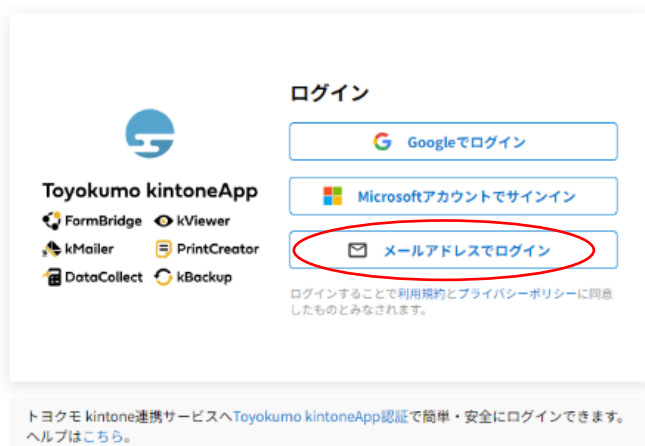 ログイン
Googleでログイン
Microsoftアカウントでサインイン
メールアドレスでログイン
ログインすることで利用規約とプライバシーポリシーに同意
したものとみなされます。
Toyokumo kintoneApp
FormBridge kViewer
kMailer PrintCreator
DataCollect kBackup
トヨクモ kintone連携サービスへToyokumo kintoneApp認証で簡単・安全にログインできます。
ヘルプはこちら。